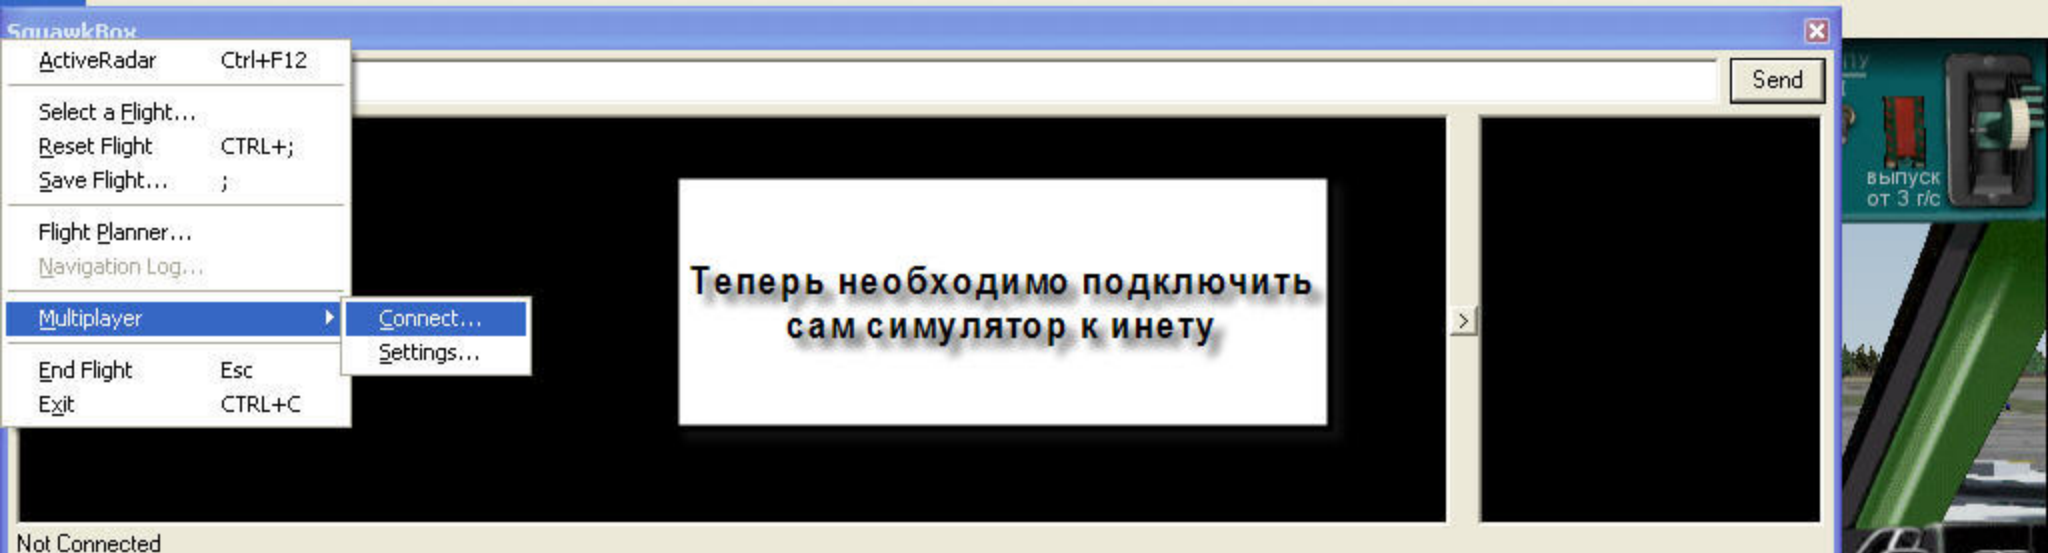 SquawkBox
ActiveRadar Ctrl+F12
Send
Select a Flight...
Reset Flight CTRL+;
Save Flight... ;
Flight Planner...
Navigation Log...
Multiplayer
Connect...
Settings...
End Flight Esc
Exit CTRL+C
Теперь необходимо подключить
сам симулятор к инету
>
выпуск
от 3 г/с
Not Connected